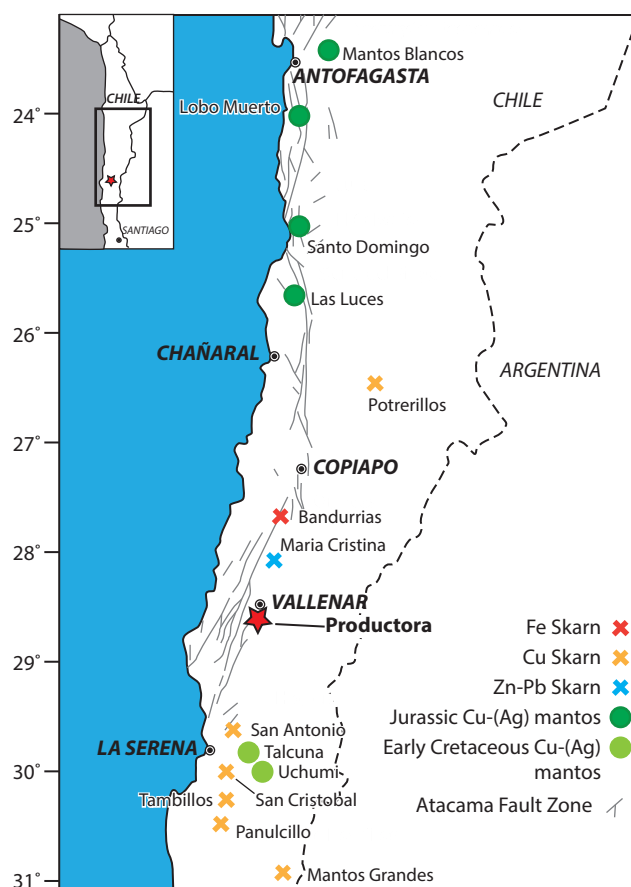 CHILE
SANTIAGO
Mantos Blancos
ANTOFAGASTA
Lobo Muerto
CHILE
24°
25°
Santo Domingo
Las Luces
26°
CHAÑARAL
ARGENTINA
Potrerillos
27°
COPIAPO
Bandurrias
Maria Cristina
28°
VALLENAR
Productora
29°
Fe Skarn
Cu Skarn
Zn-Pb Skarn
Jurassic Cu-(Ag) mantos
Early Cretaceous Cu-(Ag)
mantos
Atacama Fault Zone
San Antonio
LA SERENA
Talcuna
30°
Uchumi
Tambillos
San Cristobal
Panulcillo
31°
Mantos Grandes